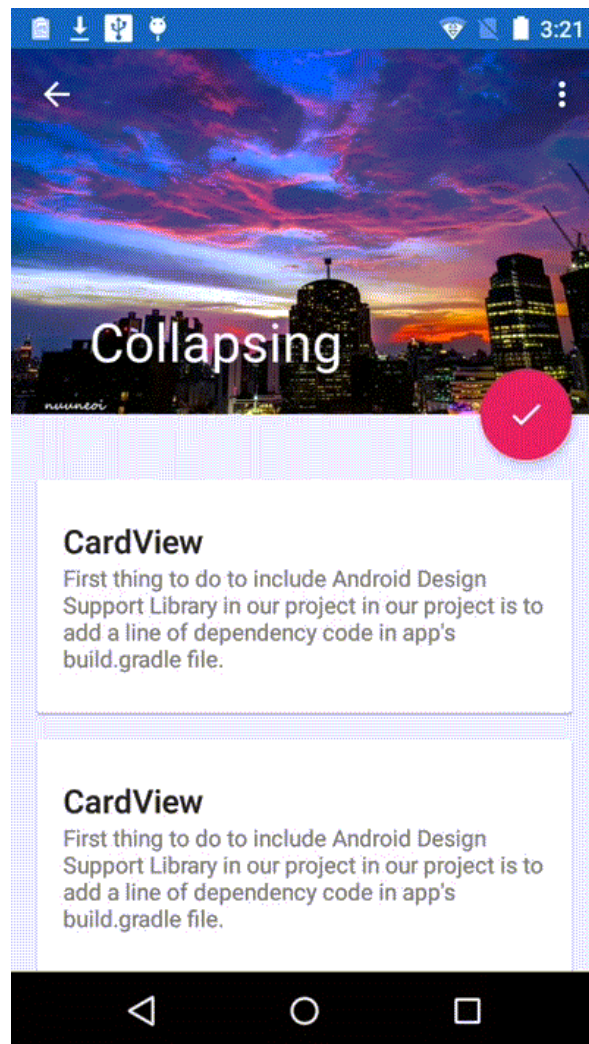 3:21
Collapsing
nuuneoi
CardView
First thing to do to include Android Design
Support Library in our project in our project is to
add a line of dependency code in app's
build.gradle file.
CardView
First thing to do to include Android Design
Support Library in our project in our project is to
add a line of dependency code in app's
build.gradle file.